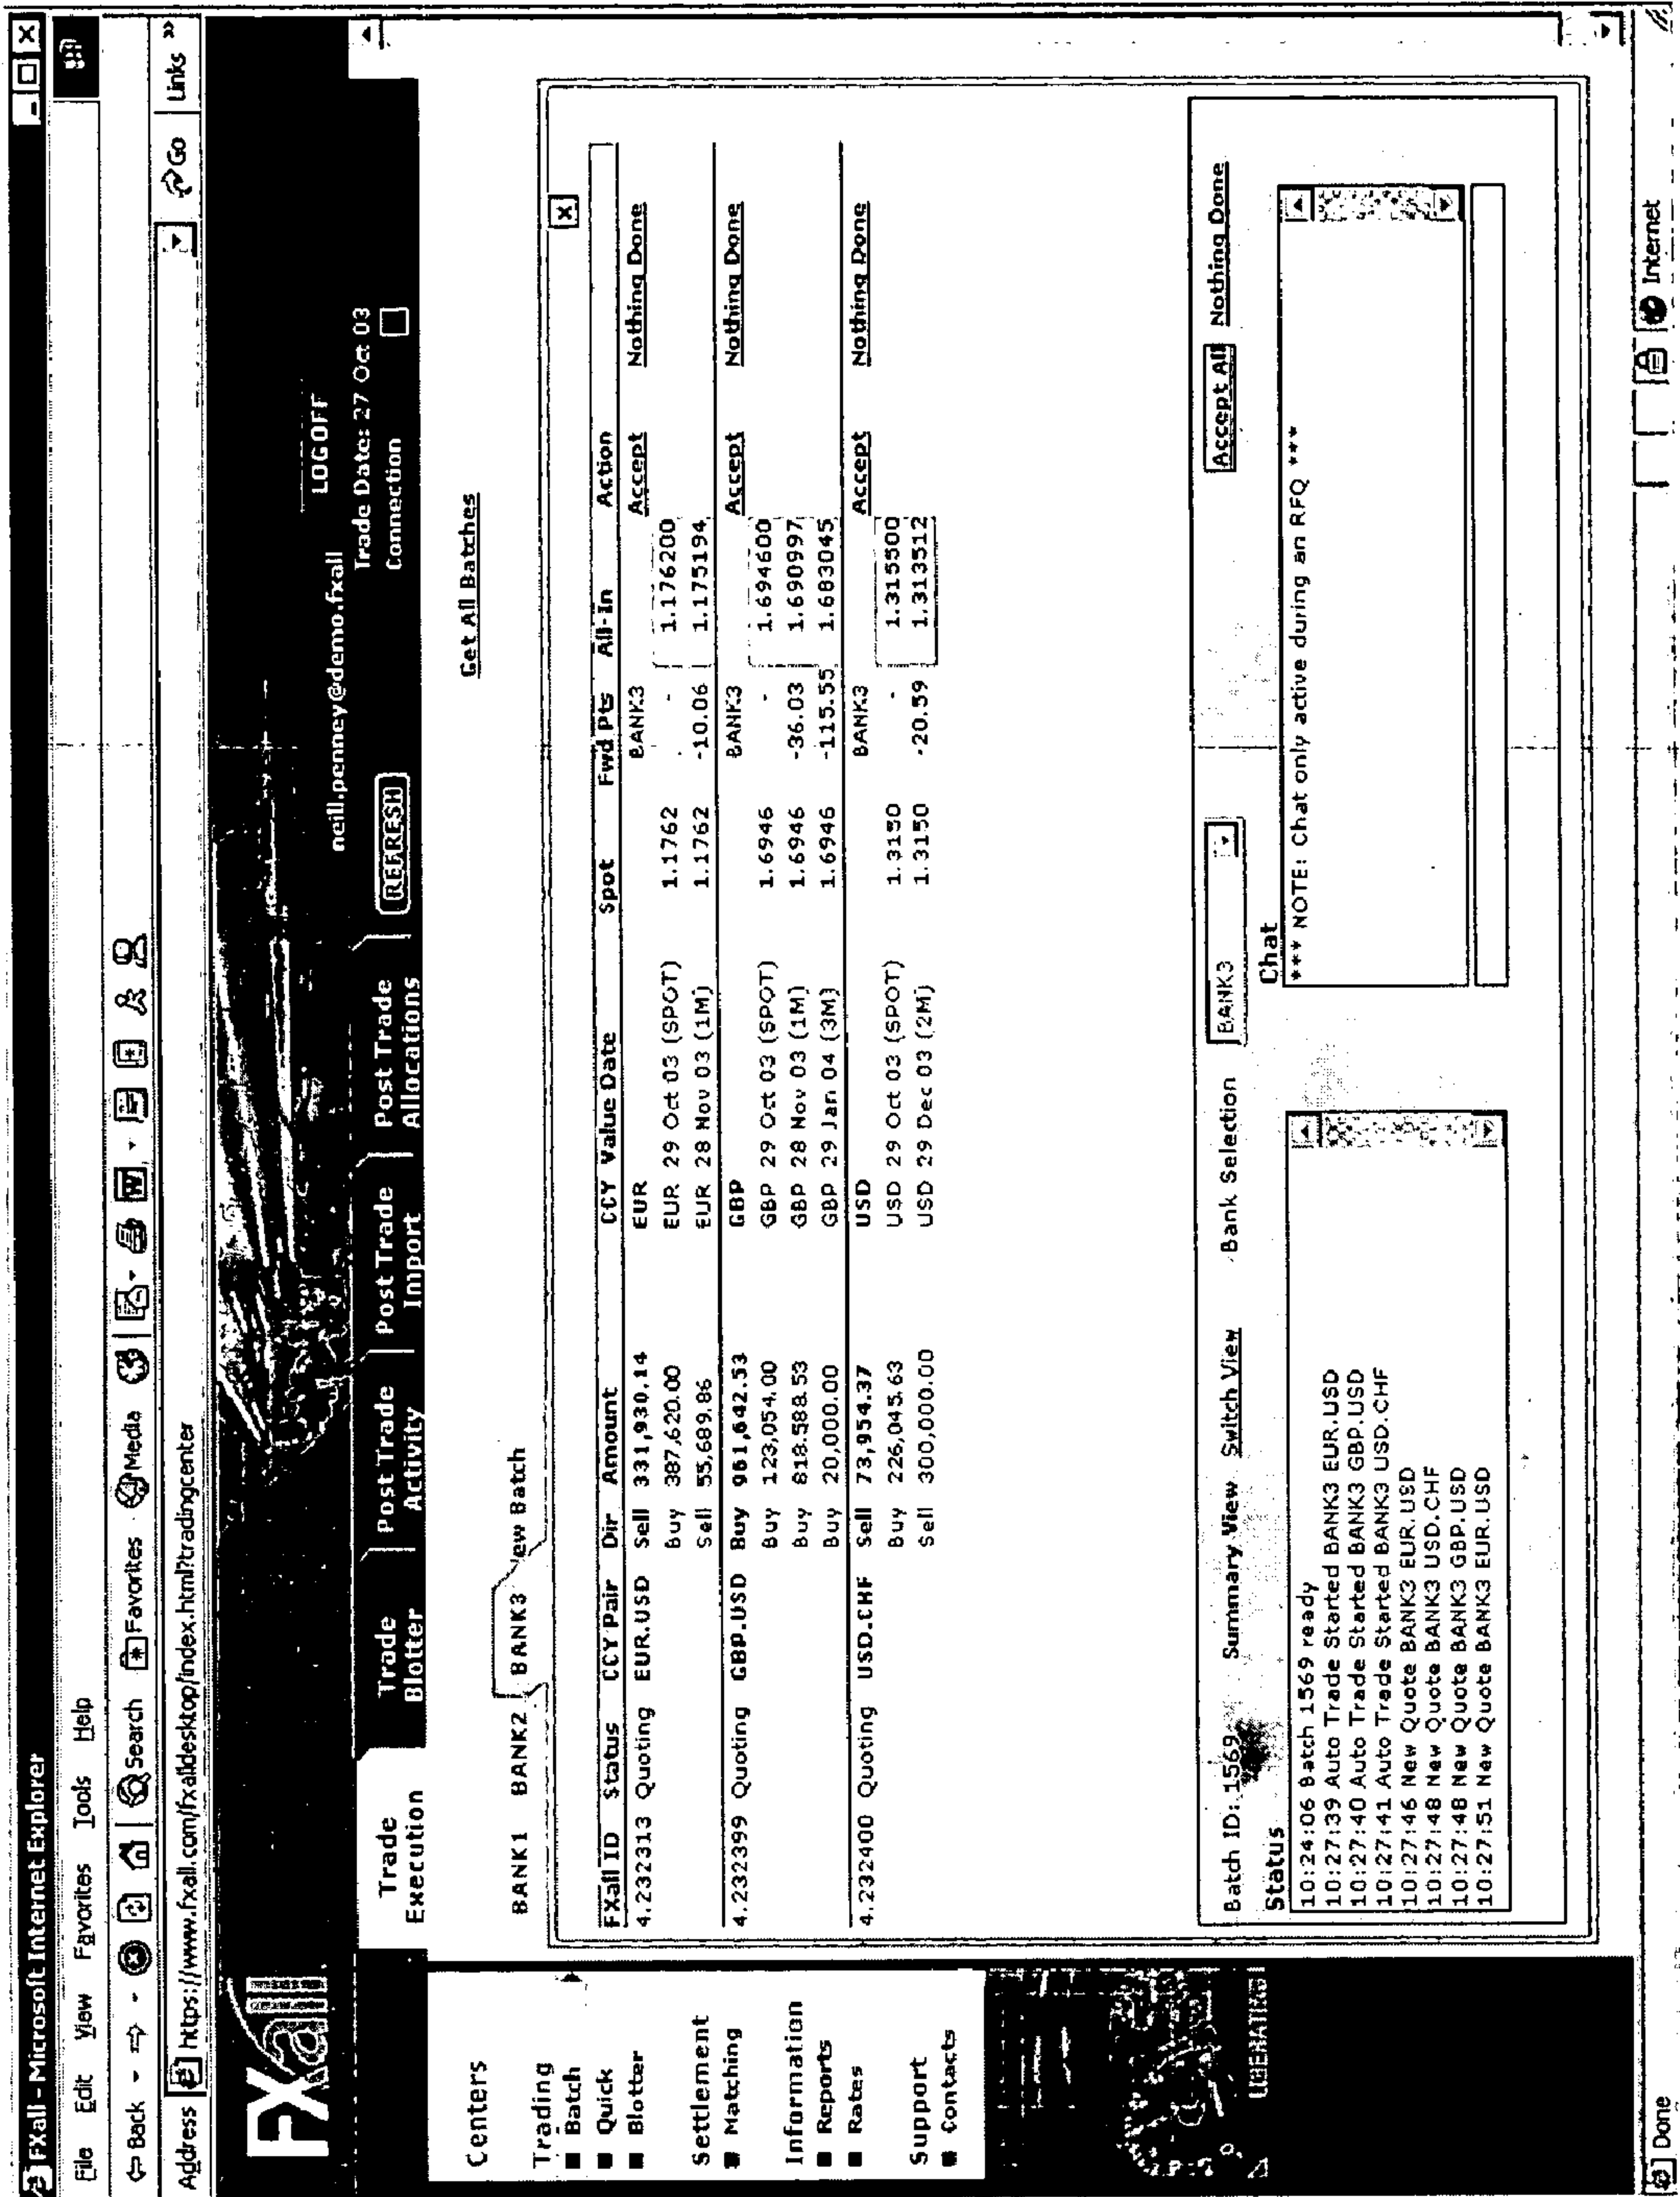 FXall - Microsoft Internet Explorer
File Edit View Favorites Tools Help
Back Search Favorites Media
Address https://www.fxall.com/fxalldesktop/index.html?tradingcenter Go Links »
FXall
neill.penney@demo.fxall LOG OFF
Trade Date: 27 Oct 03
Trade Execution Trade Blotter Post Trade Activity Post Trade Import Post Trade Allocations REFRESH Connection
Centers
Trading
Batch
Quick
Blotter
Settlement
Matching
Information
Reports
Rates
Support
Contacts
LIBERATING
Get All Batches
BANK1 BANK2 BANK3 ew Batch
FXall ID Status CCY Pair Dir Amount CCY Value Date Spot Fwd Pts All-In Action
4.232313 Quoting EUR.USD Sell 331,930.14 EUR BANK3 Accept Nothing Done
Buy 387,620.00 EUR 29 Oct 03 (SPOT) 1.1762 - 1.176200
Sell 55,689.86 EUR 28 Nov 03 (1M) 1.1762 -10.06 1.175194
4.232399 Quoting GBP.USD Buy 961,642.53 GBP BANK3 Accept Nothing Done
Buy 123,054.00 GBP 29 Oct 03 (SPOT) 1.6946 - 1.694600
Buy 818.588.53 GBP 28 Nov 03 (1M) 1.6946 -36.03 1.690997
Buy 20,000.00 GBP 29 Jan 04 (3M) 1.6946 -115.55 1.683045
4.232400 Quoting USD.CHF Sell 73,954.37 USD BANK3 Accept Nothing Done
Buy 226,045.63 USD 29 Oct 03 (SPOT) 1.3150 - 1.315500
Sell 300,000.00 USD 29 Dec 03 (2M) 1.3150 -20.59 1.313512
Batch ID: 1569 Summary View Switch View Bank Selection BANK3 Accept All Nothing Done
Status
10:24:06 Batch 1569 ready
10:27:39 Auto Trade Started BANK3 EUR.USD
10:27:40 Auto Trade Started BANK3 GBP.USD
10:27:41 Auto Trade Started BANK3 USD.CHF
10:27:46 New Quote BANK3 EUR.USD
10:27:48 New Quote BANK3 USD.CHF
10:27:48 New Quote BANK3 GBP.USD
10:27:51 New Quote BANK3 EUR.USD
Chat
*** NOTE: Chat only active during an RFQ ***
Done Internet